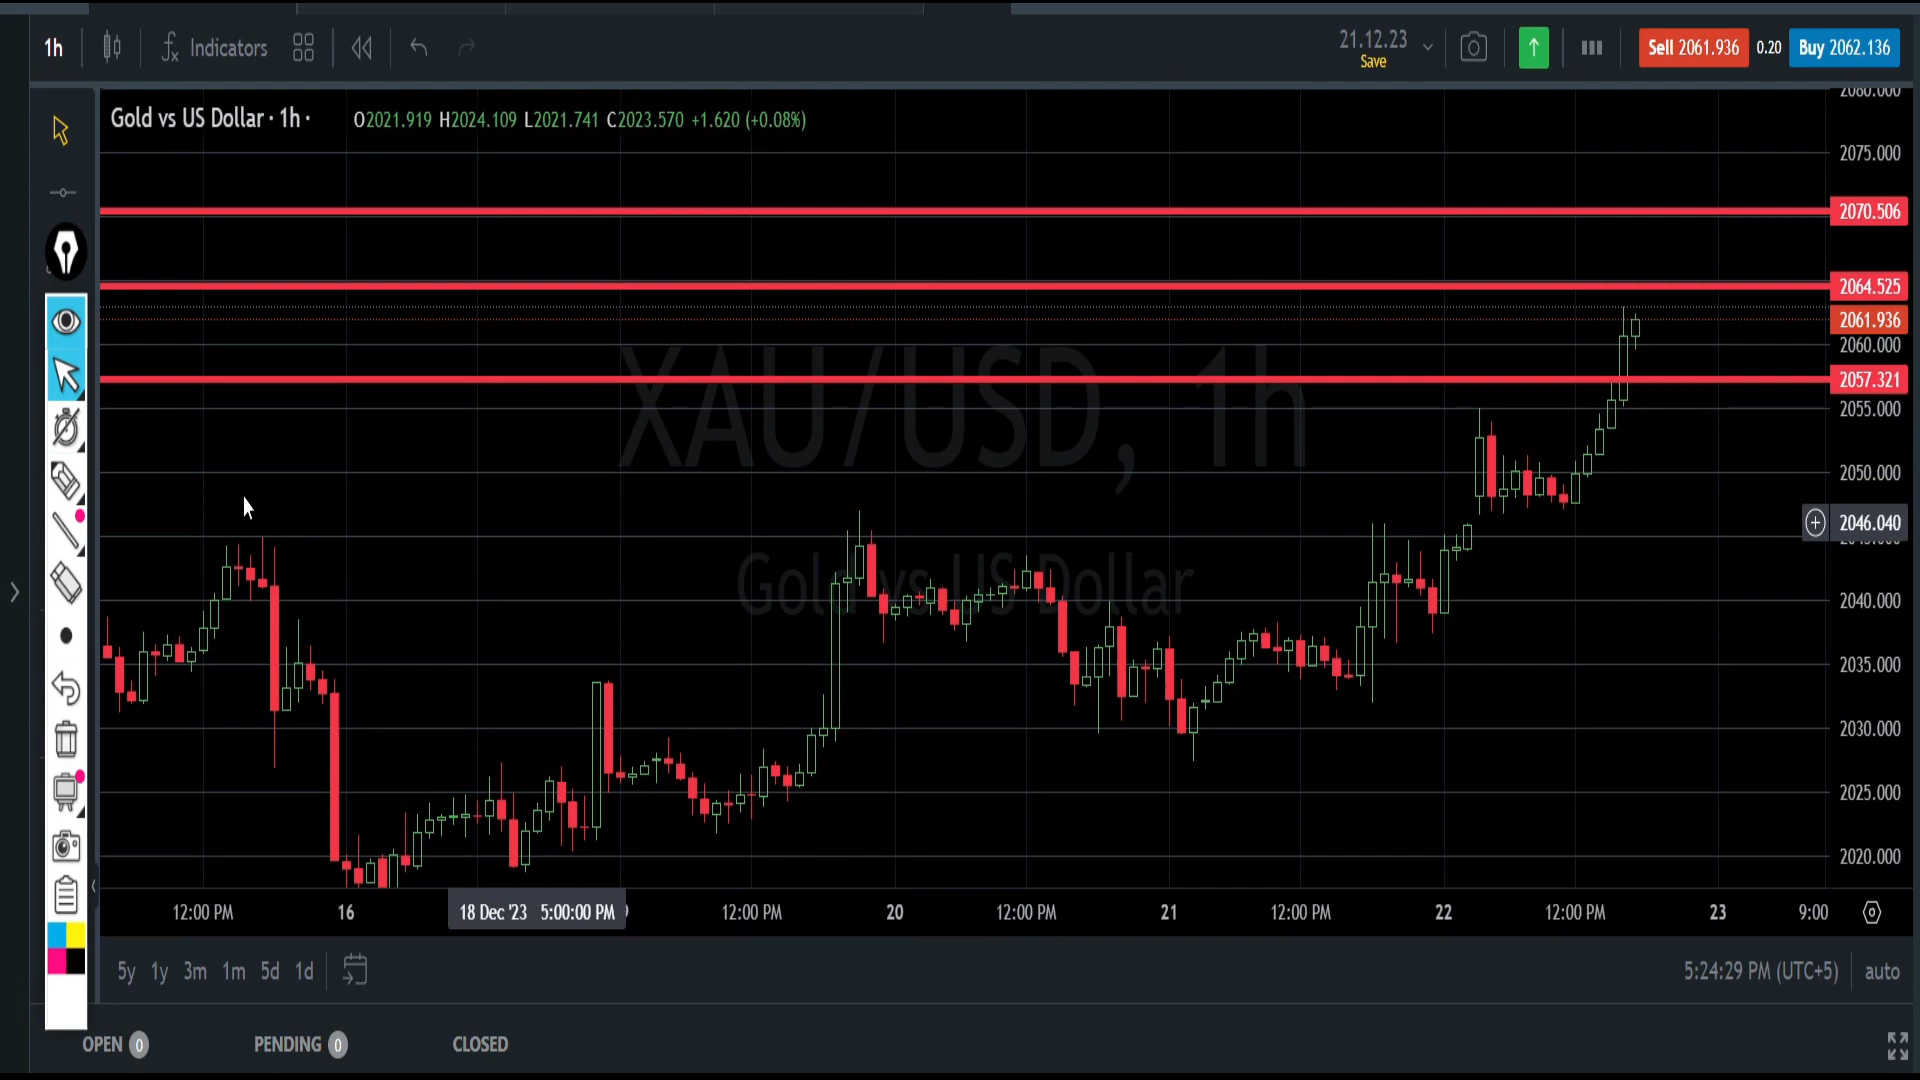 1h
Indicators
21.12.23
Save
Sell 2061.936
0.20
Buy 2062.136
Gold vs US Dollar · 1h ·
O2021.919 H2024.109 L2021.741 C2023.570 +1.620 (+0.08%)
2080.000
2075.000
2070.506
2064.525
2061.936
2060.000
2057.321
2055.000
2050.000
2046.040
2040.000
2035.000
2030.000
2025.000
2020.000
XAU/USD, 1h
Gold vs US Dollar
12:00 PM
16
18 Dec '23 5:00:00 PM
12:00 PM
20
12:00 PM
21
12:00 PM
22
12:00 PM
23
9:00
5y 1y 3m 1m 5d 1d
5:24:29 PM (UTC+5)
auto
OPEN 0
PENDING 0
CLOSED